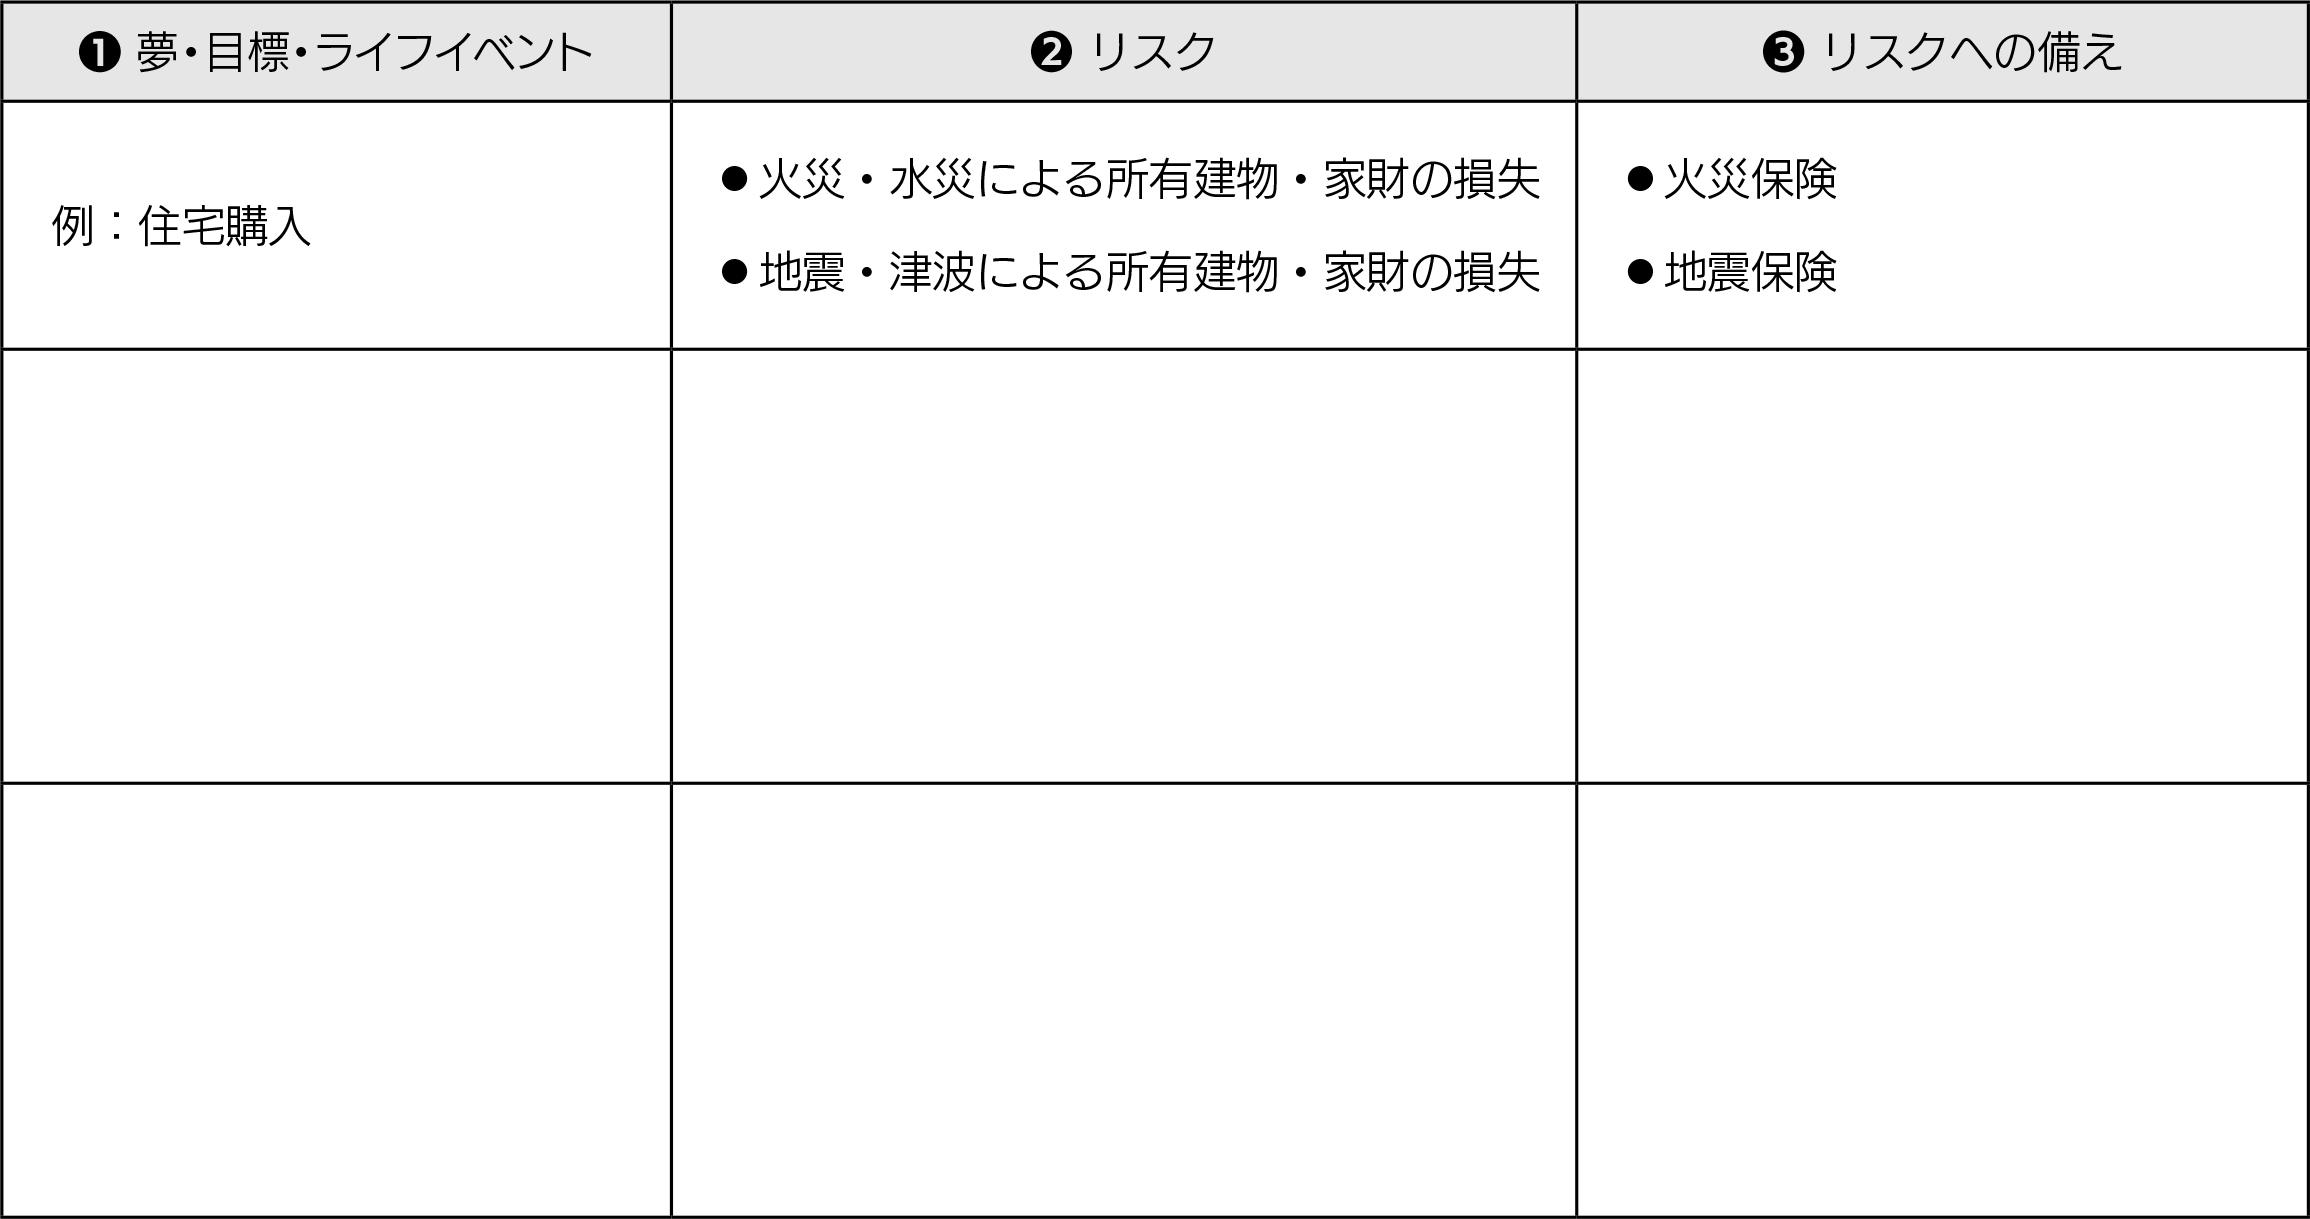 ❶ 夢・目標・ライフイベント
❷ リスク
❸ リスクへの備え
例：住宅購入
●火災・水災による所有建物・家財の損失
●地震・津波による所有建物・家財の損失
●火災保険
●地震保険